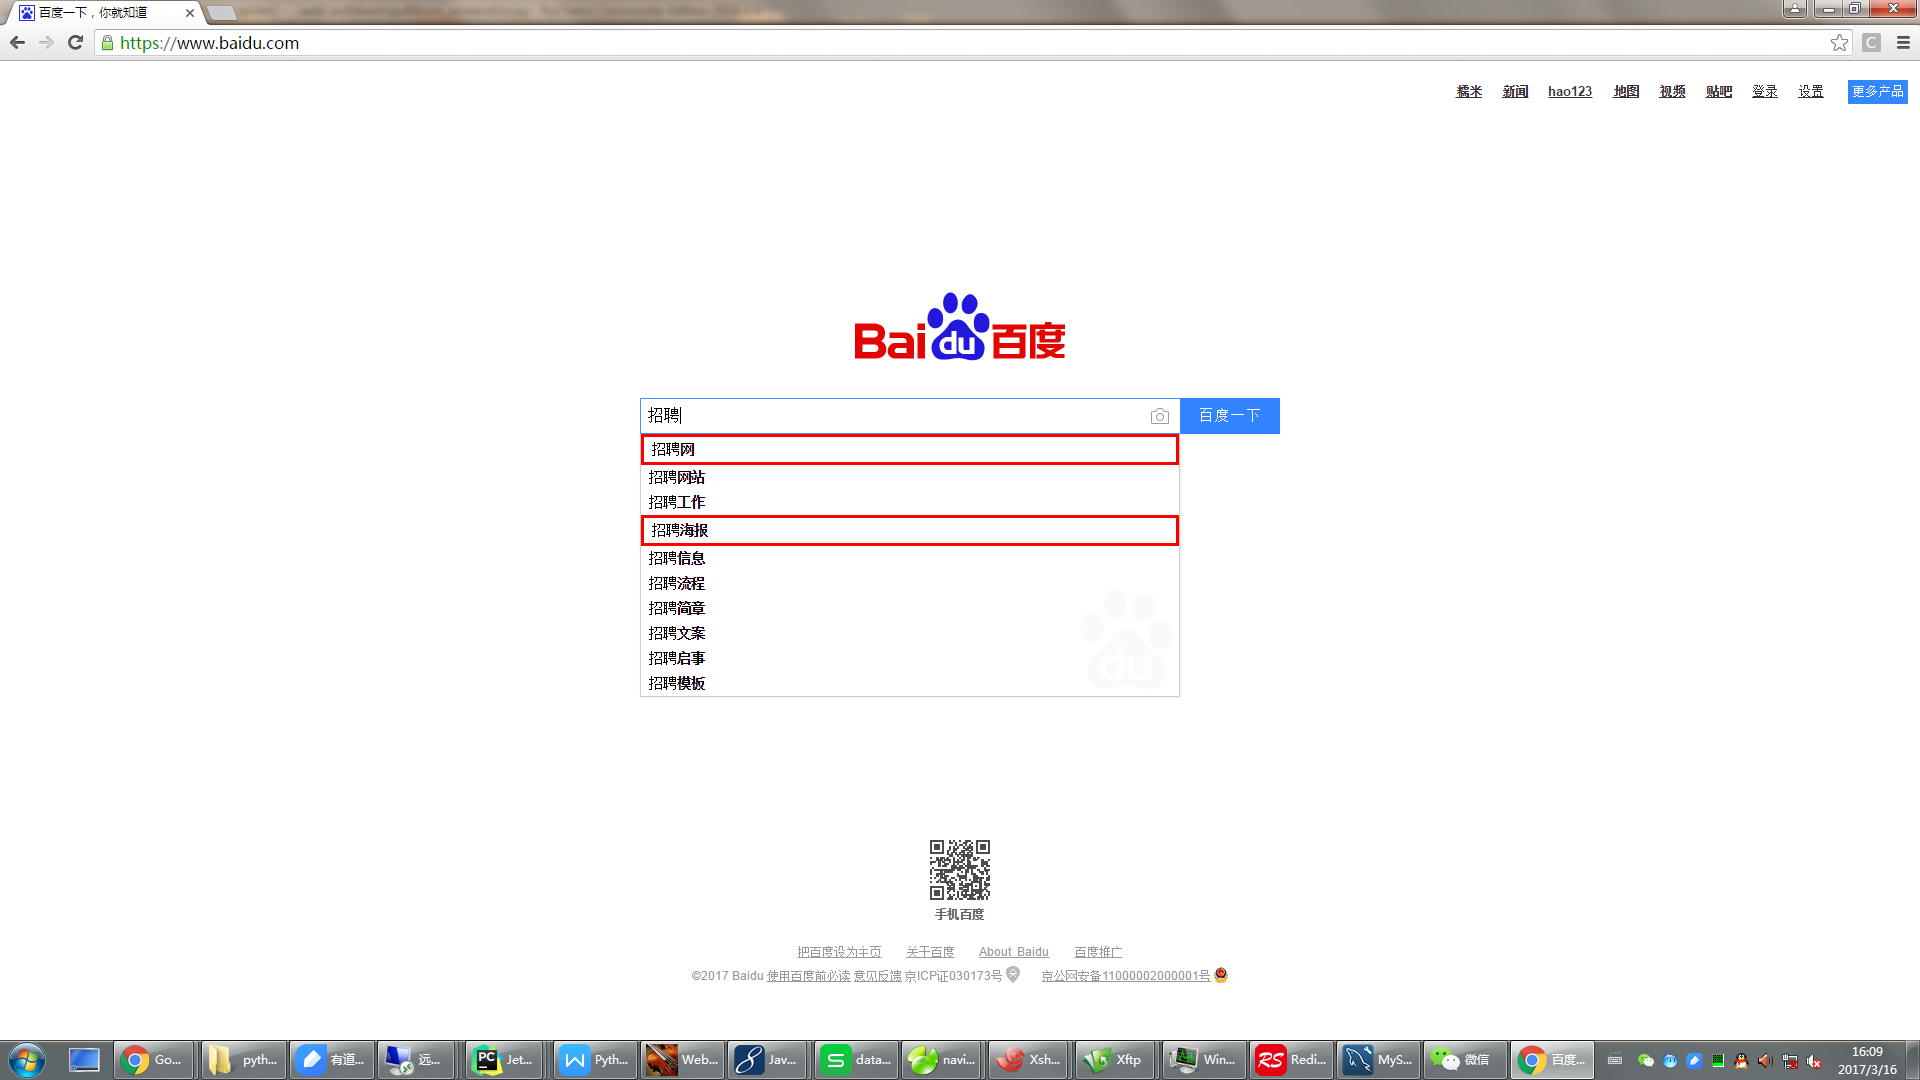 百度一下，你就知道
https://www.baidu.com
C
糯米 新闻 hao123 地图 视频 贴吧 登录 设置 更多产品
Bai du 百度
招聘 百度一下
招聘网
招聘网站
招聘工作
招聘海报
招聘信息
招聘流程
招聘简章
招聘文案
招聘启事
招聘模板
du
手机百度
把百度设为主页 关于百度 About Baidu 百度推广
©2017 Baidu 使用百度前必读 意见反馈 京ICP证030173号 京公网安备11000002000001号
Go... pyth... 有道... 远... PC Jet... W Pyth... Web... Jav... S data... navi... Xsh... Xftp Win... RS Redi... MyS... 微信 百度... 16:09
2017/3/16